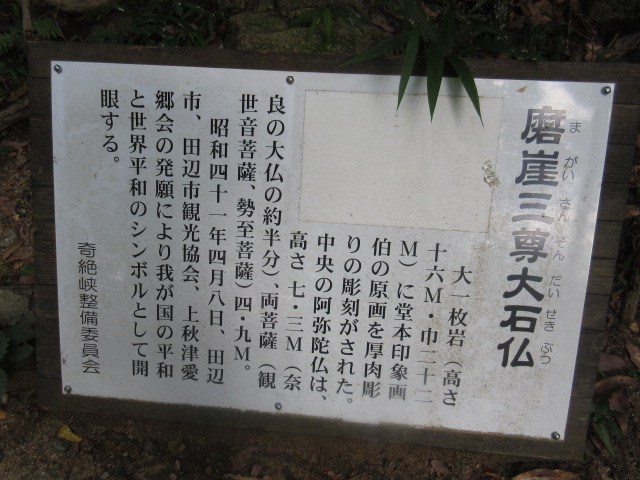 磨崖三尊大石仏
まがいさんぞんだいせきぶつ
大一枚岩（高さ
十六M・巾二十二
M）に堂本印象画
伯の原画を厚肉彫
りの彫刻がされた。
中央の阿弥陀仏は、
高さ 七・三M（奈
良の大仏の約半分）、両菩薩（観
世音菩薩、勢至菩薩）四・九M。
昭和四十一年四月八日、田辺
市、田辺市観光協会、上秋津愛
郷会の発願により我が国の平和
と世界平和のシンボルとして開
眼する。
奇絶峡整備委員会